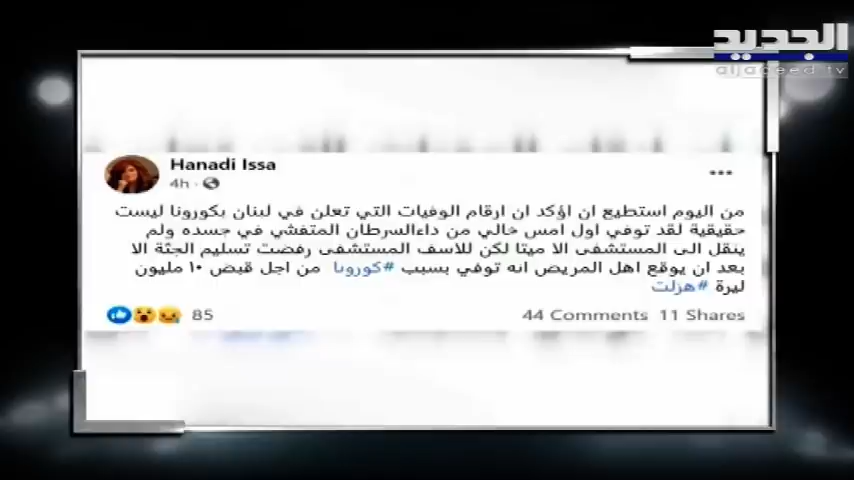 الجديد
aljadeed.tv
Hanadi Issa
4h
من اليوم استطيع ان اؤكد ان ارقام الوفيات التي تعلن في لبنان بكورونا ليست
حقيقية لقد توفي اول امس خالي من داءالسرطان المتفشي في جسده ولم
ينقل الى المستشفى الا ميتا لكن للاسف المستشفى رفضت تسليم الجثة الا
بعد ان يوقع اهل المريض انه توفي بسبب #كورونا من اجل قبض ١٠ مليون
ليرة #هزلت
85 44 Comments 11 Shares